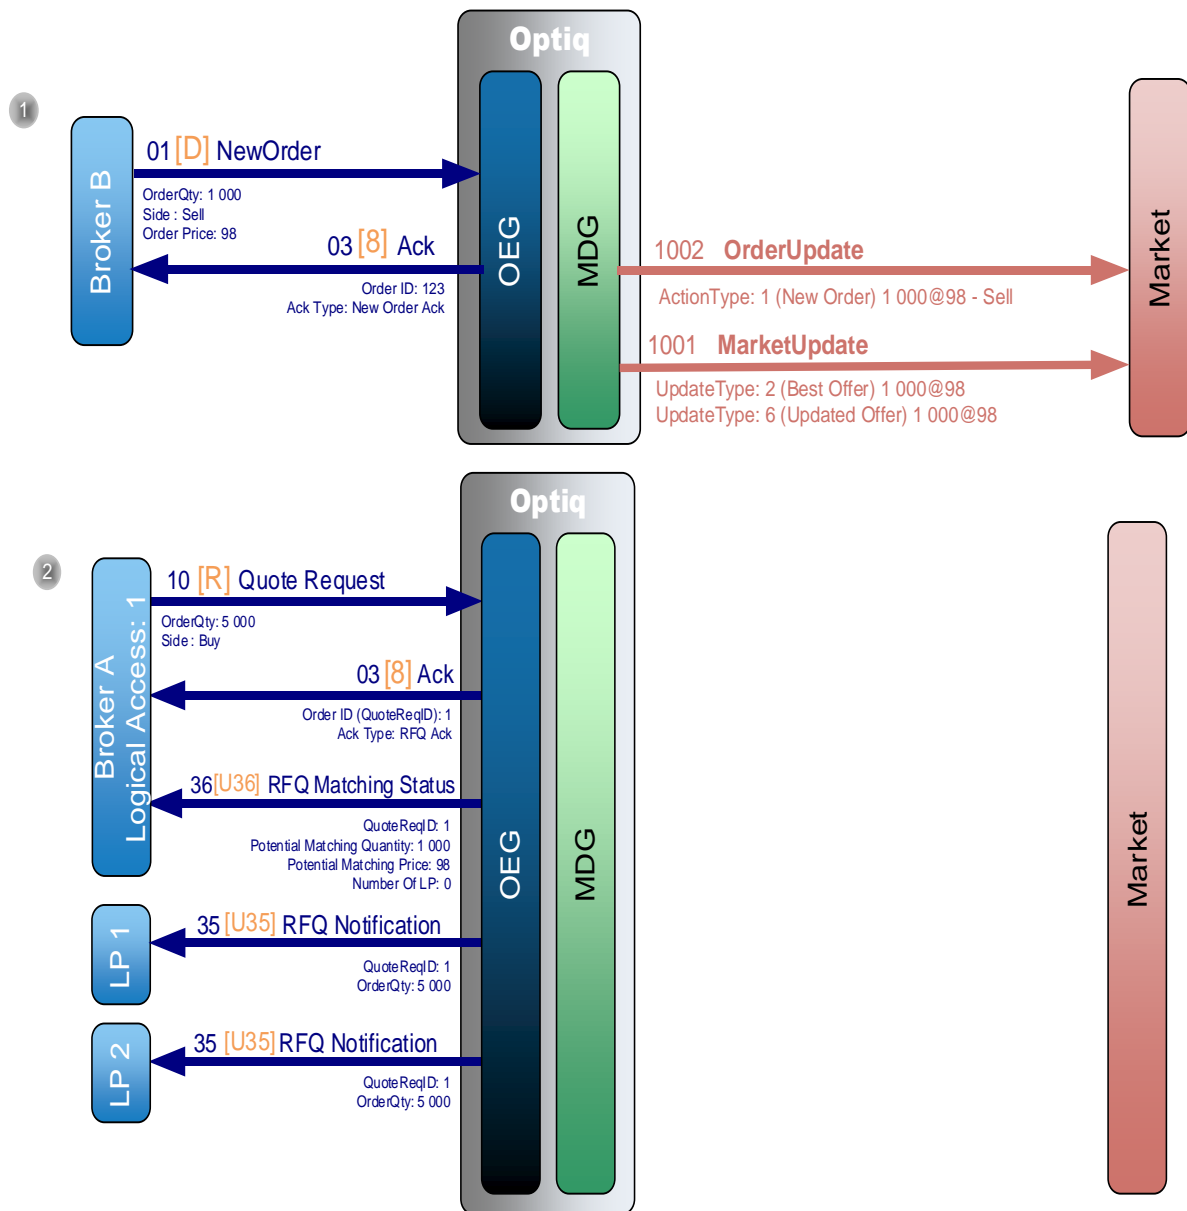 Optiq
1
Broker B
01 [D] NewOrder
OrderQty: 1 000
Side : Sell
Order Price: 98
03 [8] Ack
Order ID: 123
Ack Type: New Order Ack
OEG
MDG
1002 OrderUpdate
ActionType: 1 (New Order) 1 000@98 - Sell
1001 MarketUpdate
UpdateType: 2 (Best Offer) 1 000@98
UpdateType: 6 (Updated Offer) 1 000@98
Market
Optiq
2
Broker A
Logical Access: 1
10 [R] Quote Request
OrderQty: 5 000
Side : Buy
03 [8] Ack
Order ID (QuoteReqID): 1
Ack Type: RFQ Ack
36 [U36] RFQ Matching Status
QuoteReqID: 1
Potential Matching Quantity: 1 000
Potential Matching Price: 98
Number Of LP: 0
OEG
MDG
Market
LP 1
35 [U35] RFQ Notification
QuoteReqID: 1
OrderQty: 5 000
LP 2
35 [U35] RFQ Notification
QuoteReqID: 1
OrderQty: 5 000